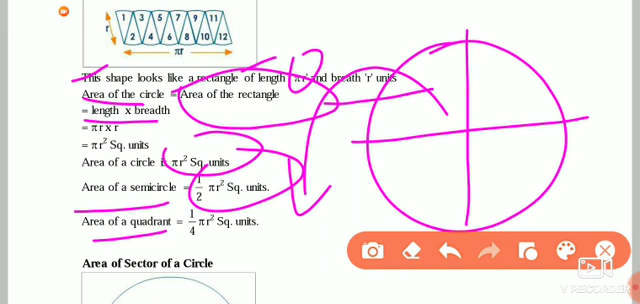 1 3 5 7 9 11
r
2 4 6 8 10 12
πr
This shape looks like a rectangle of length 'πr' and breath 'r' units
Area of the circle = Area of the rectangle
= length x breadth
= πr x r
= πr² Sq. units
Area of a circle is πr² Sq. units
Area of a semicircle = 1/2 πr² Sq. units.
Area of a quadrant = 1/4 πr² Sq. units.
Area of Sector of a Circle
V RECORDER